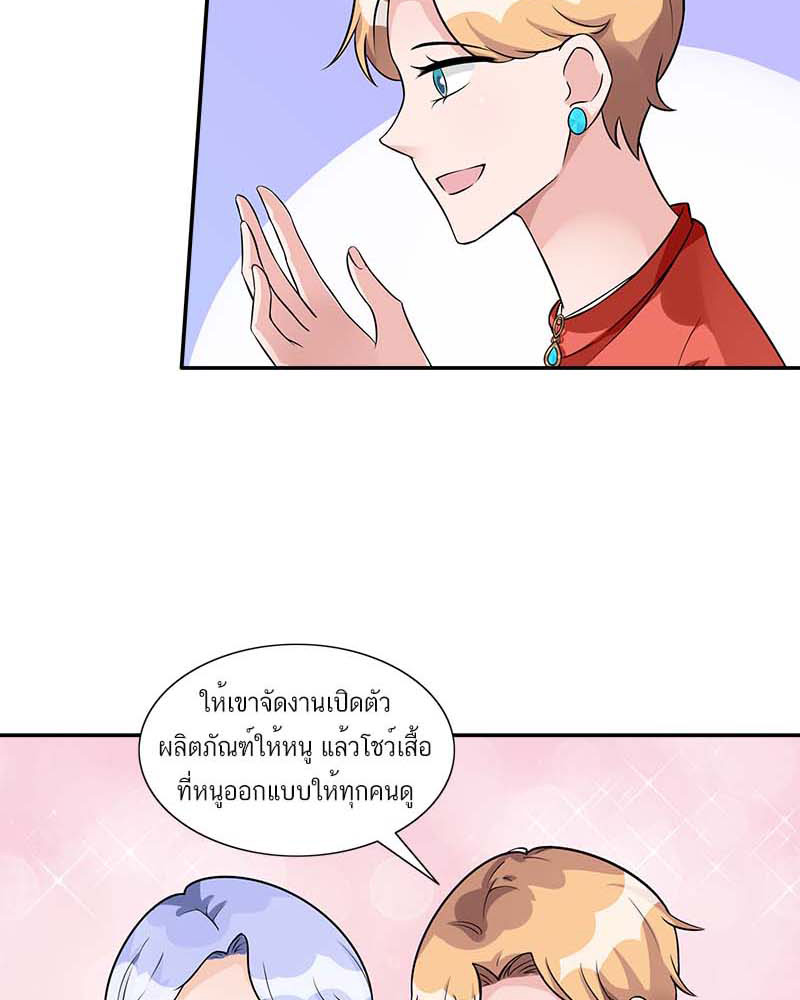 ให้เขาจัดงานเปิดตัว
ผลิตภัณฑ์ให้หนู แล้วโชว์เสื้อ
ที่หนูออกแบบให้ทุกคนดู